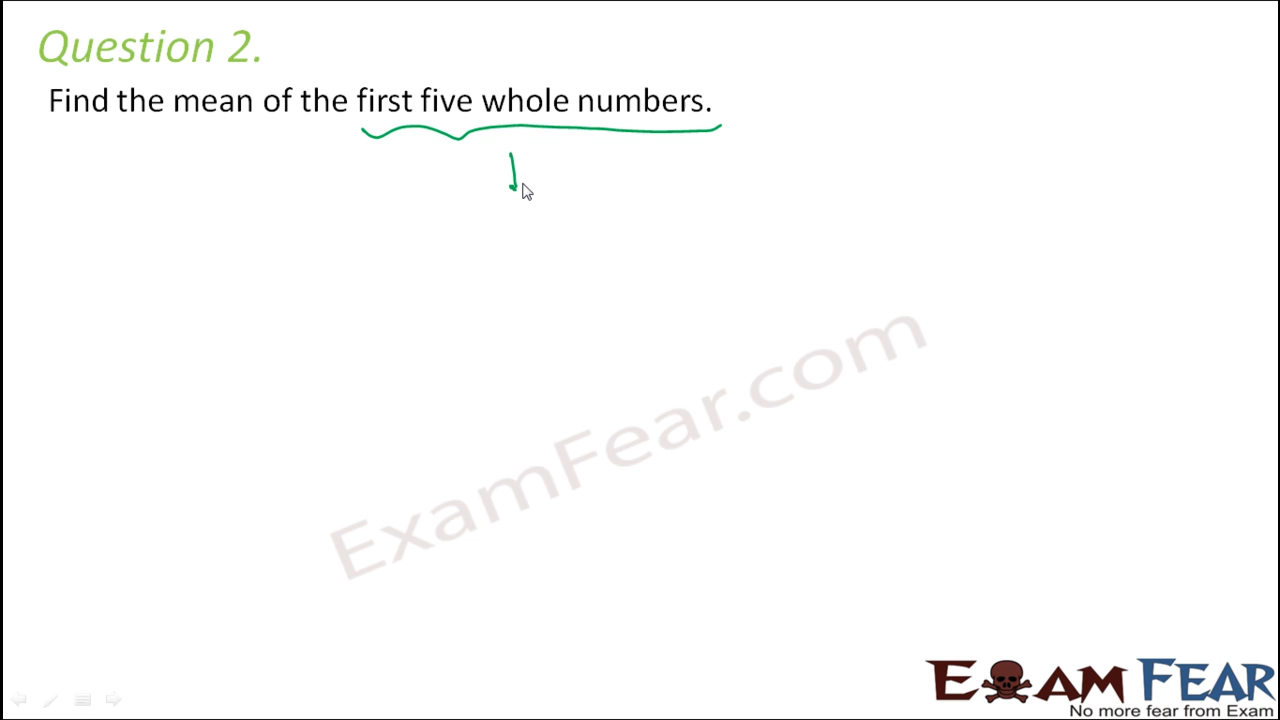 Question 2.
Find the mean of the first five whole numbers.
ExamFear.com
EXAM FEAR
No more fear from Exam